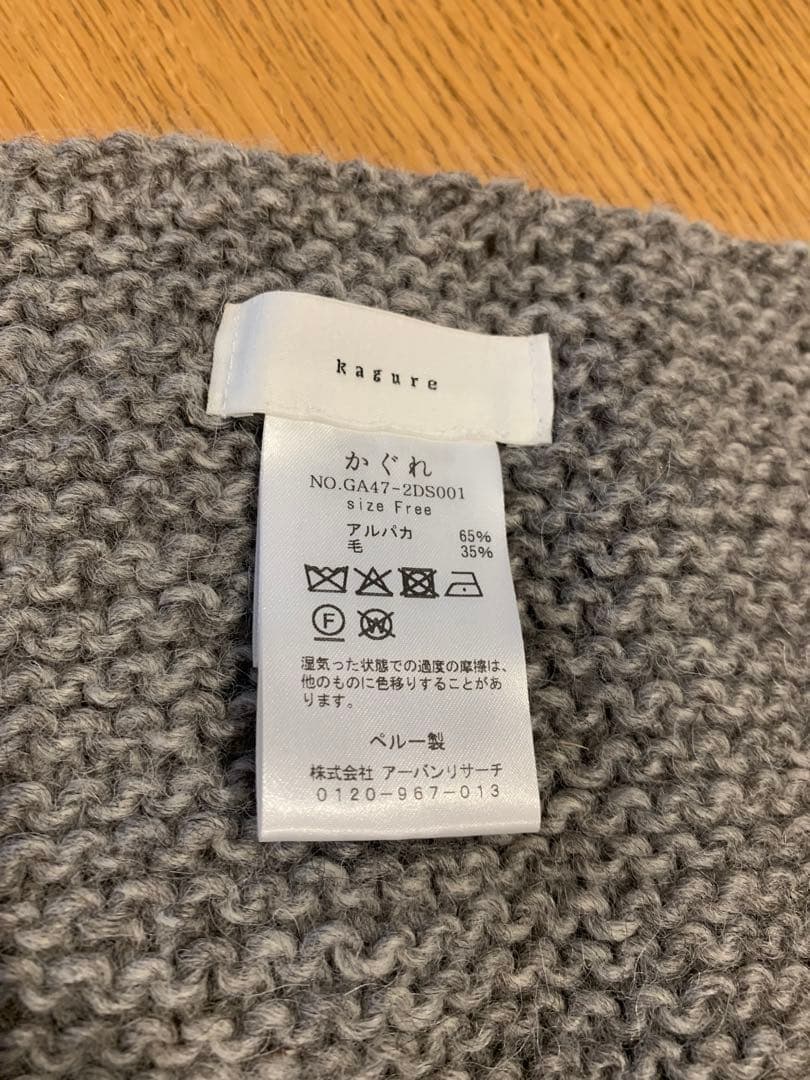 kagure
かぐれ
NO.GA47-2DS001
size Free
アルパカ 65%
毛 35%
F W
湿気った状態での過度の摩擦は、
他のものに色移りすることがあ
ります。
ペルー製
株式会社 アーバンリサーチ
0120-967-013